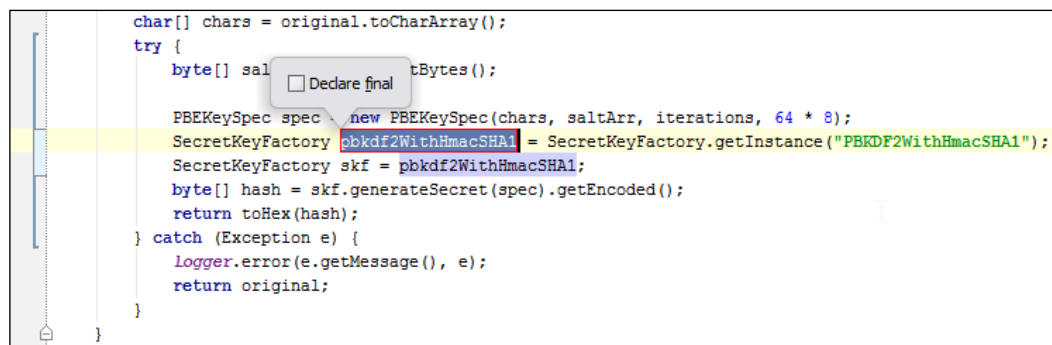 char[] chars = original.toCharArray();
try {
byte[] sal tBytes();
Declare final
PBEKeySpec spec = new PBEKeySpec(chars, saltArr, iterations, 64 * 8);
SecretKeyFactory pbkdf2WithHmacSHA1 = SecretKeyFactory.getInstance("PBKDF2WithHmacSHA1");
SecretKeyFactory skf = pbkdf2WithHmacSHA1;
byte[] hash = skf.generateSecret(spec).getEncoded();
return toHex(hash);
} catch (Exception e) {
logger.error(e.getMessage(), e);
return original;
}
}